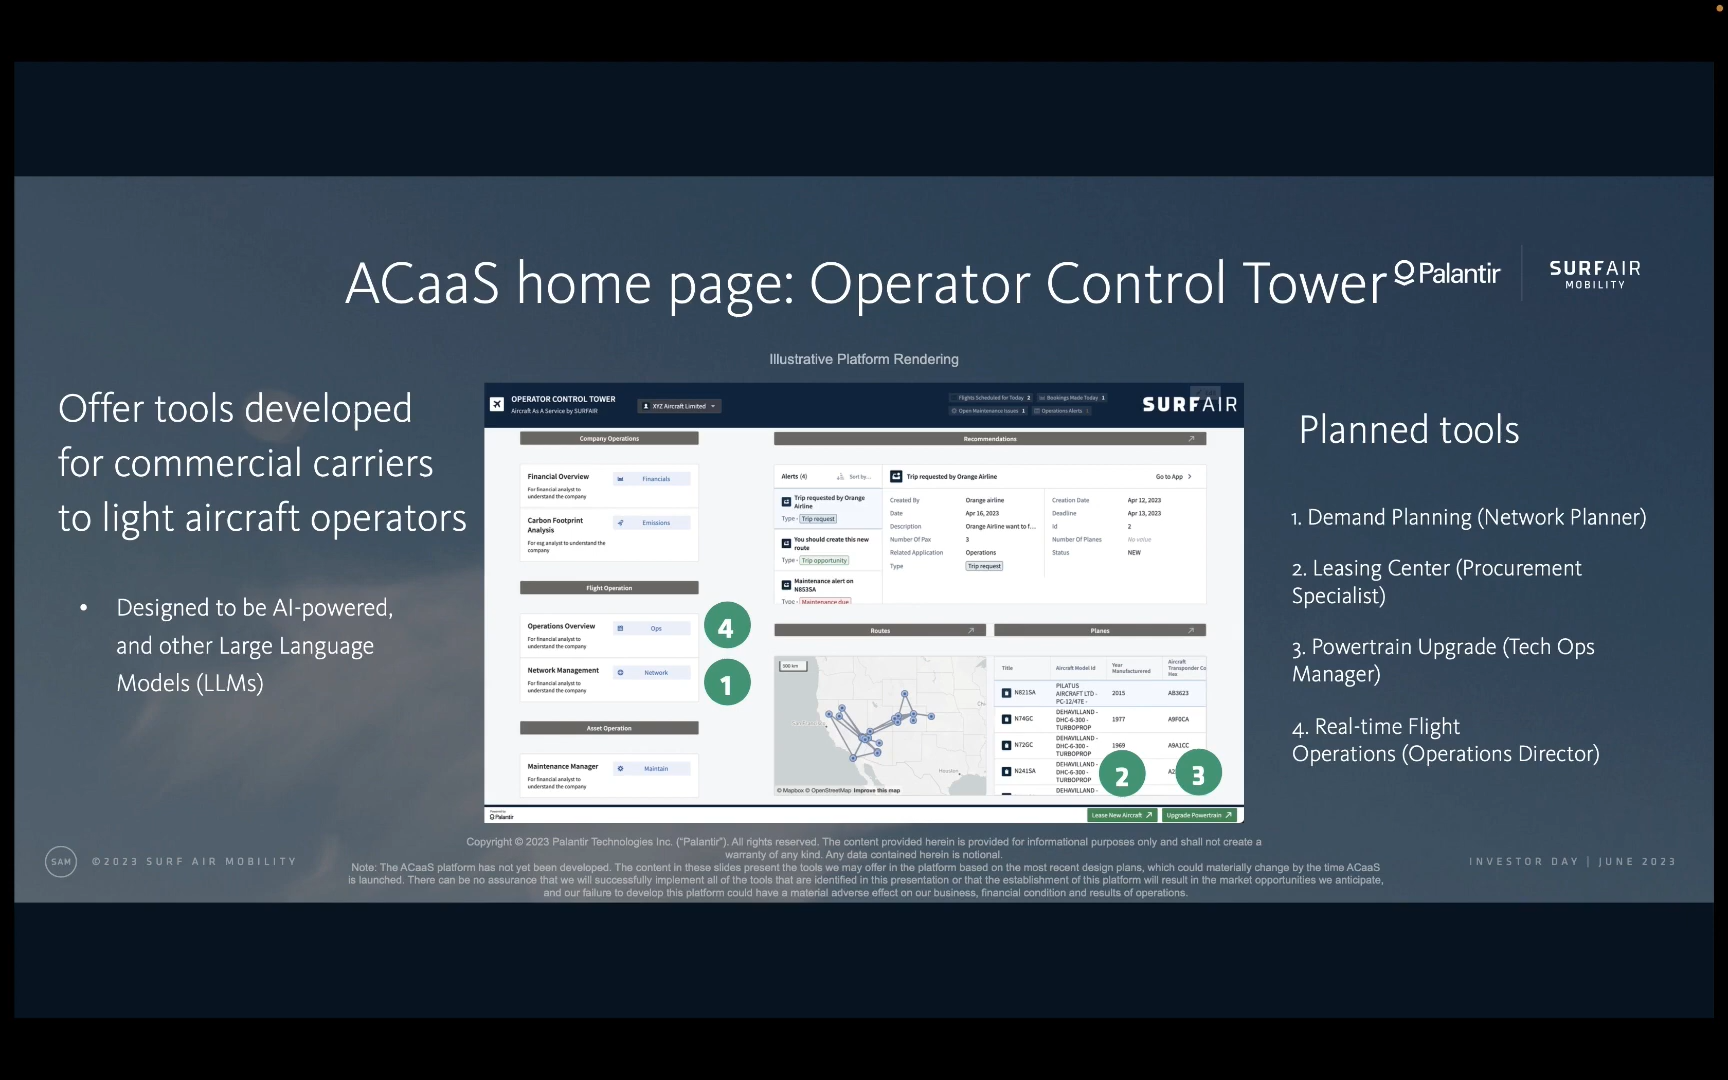 ACaaS home page: Operator Control Tower
Palantir
SURFAIR
MOBILITY
Illustrative Platform Rendering
Offer tools developed
for commercial carriers
to light aircraft operators
• Designed to be AI-powered,
and other Large Language
Models (LLMs)
OPERATOR CONTROL TOWER
Aircraft As A Service by SURFAIR
XYZ Aircraft Limited
Flights Scheduled for Today 2
Bookings Made Today 1
Open Maintenance Issues 1
Operations Alerts
SURFAIR
Company Operations
Financial Overview
For financial analyst to
understand the company
Financials
Carbon Footprint
Analysis
For esg analyst to understand the
company
Emissions
Flight Operation
Operations Overview
For financial analyst to
understand the company
Ops
4
Network Management
For financial analyst to
understand the company
Network
1
Asset Operation
Maintenance Manager
For financial analyst to
understand the company
Maintain
Recommendations
Alerts (4)
Sort by...
Trip requested by Orange
Airline
Type - Trip request
You should create this new
route
Type - Trip opportunity
Maintenance alert on
N853SA
Type - Maintenance due
Trip requested by Orange Airline
Go to App
Created By Orange airline
Date Apr 16, 2023
Description Orange Airline want to f...
Number Of Pax 3
Related Application Operations
Type Trip request
Creation Date Apr 12, 2023
Deadline Apr 13, 2023
Id 2
Number Of Planes No value
Status NEW
Routes
500 km
Houston
© Mapbox © OpenStreetMap Improve this map
Planes
Title
Aircraft Model Id
Year
Manufacturered
Aircraft
Transponder Co
Hex
N821SA
PILATUS
AIRCRAFT LTD -
PC-12/47E -
2015
AB3623
N74GC
DEHAVILLAND -
DHC-6-300 -
TURBOPROP
1977
A9F0CA
N72GC
DEHAVILLAND -
DHC-6-300 -
TURBOPROP
1969
A9A1CC
N241SA
DEHAVILLAND -
DHC-6-300 -
TURBOPROP
DEHAVILLAND -
2
3
Lease New Aircraft
Upgrade Powertrain
Palantir
Planned tools
1. Demand Planning (Network Planner)
2. Leasing Center (Procurement
Specialist)
3. Powertrain Upgrade (Tech Ops
Manager)
4. Real-time Flight
Operations (Operations Director)
Copyright © 2023 Palantir Technologies Inc. (“Palantir”). All rights reserved. The content provided herein is provided for informational purposes only and shall not create a
warranty of any kind. Any data contained herein is notional.
Note: The ACaaS platform has not yet been developed. The content in these slides present the tools we may offer in the platform based on the most recent design plans, which could materially change by the time ACaaS
is launched. There can be no assurance that we will successfully implement all of the tools that are identified in this presentation or that the establishment of this platform will result in the market opportunities we anticipate,
and our failure to develop this platform could have a material adverse effect on our business, financial condition and results of operations.
SAM
©2023 SURF AIR MOBILITY
INVESTOR DAY | JUNE 2023